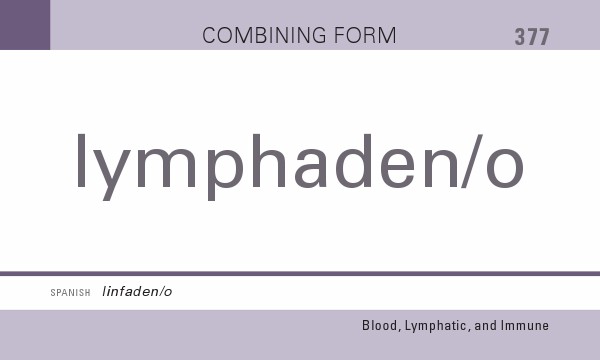 COMBINING FORM 377
lymphaden/o
SPANISH linfaden/o
Blood, Lymphatic, and Immune